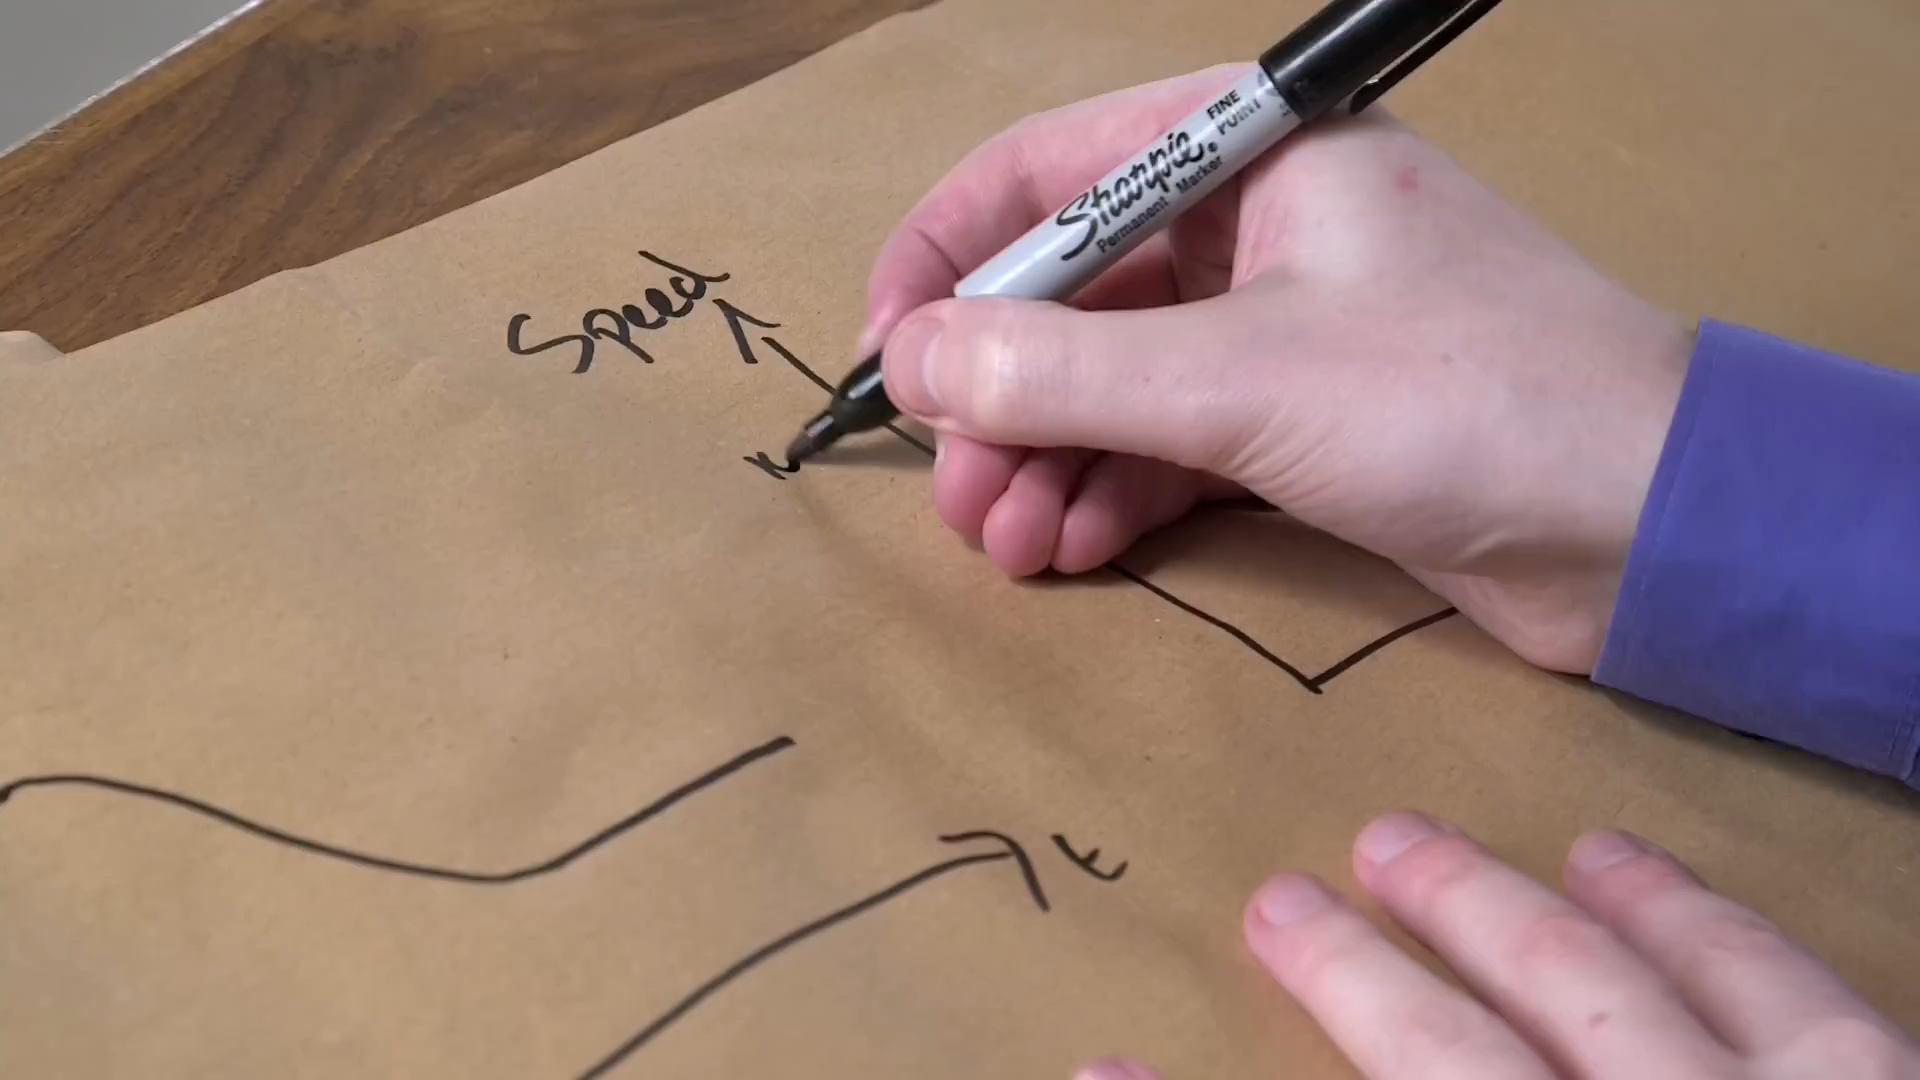 Speed
t
Sharpie®
FINE
POINT
Permanent Marker